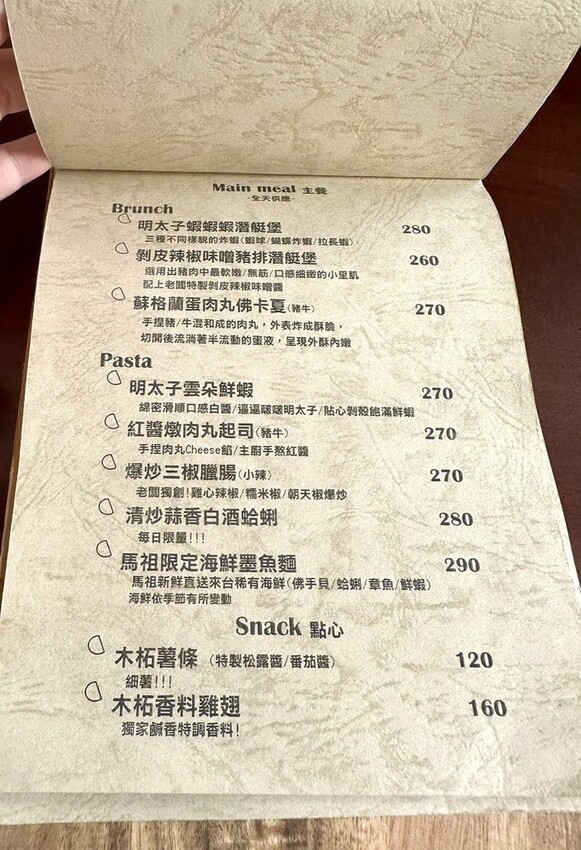 Main meal 主餐
-全天供應-
Brunch
明太子蝦蝦蝦潛艇堡 280
三種不同樣貌的炸蝦(蝦球/蝴蝶炸蝦/拉長蝦)
剝皮辣椒味噌豬排潛艇堡 260
選用出豬肉中最軟嫩/無筋/口感細緻的小里肌
配上老闆特製剝皮辣椒味噌醬
蘇格蘭蛋肉丸佛卡夏(豬牛) 270
手捏豬/牛混和成的肉丸，外表炸成酥脆，
切開後流淌著半流動的蛋液，呈現外酥內嫩
Pasta
明太子雲朵鮮蝦 270
綿密滑順口感白醬/逼逼啵啵明太子/貼心剝殼飽滿鮮蝦
紅醬燉肉丸起司(豬牛) 270
手捏肉丸Cheese餡/主廚手熬紅醬
爆炒三椒臘腸(小辣) 270
老闆獨創!雞心辣椒/糯米椒/朝天椒爆炒
清炒蒜香白酒蛤蜊 280
每日限量!!!
馬祖限定海鮮墨魚麵 290
馬祖新鮮直送來台稀有海鮮(佛手貝/蛤蜊/章魚/鮮蝦)
海鮮依季節有所變動
Snack 點心
木柘薯條 (特製松露醬/番茄醬) 120
細薯!!!
木柘香料雞翅 160
獨家鹹香特調香料!